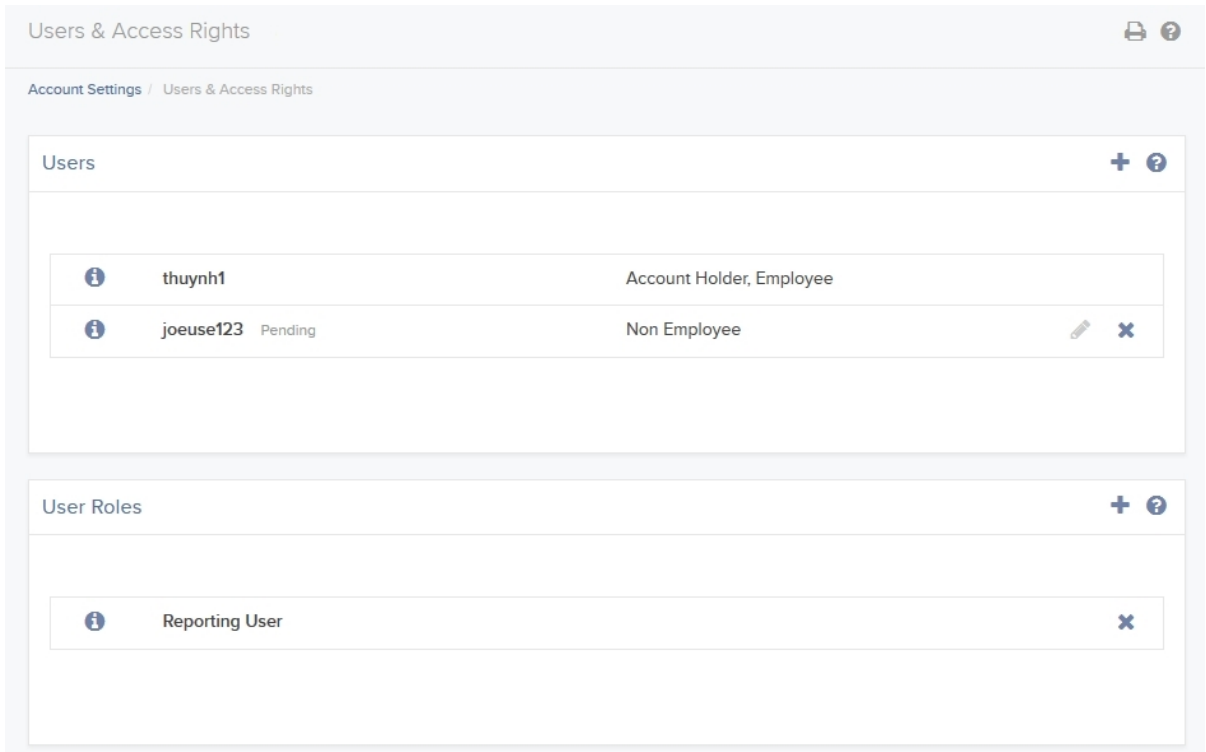 Users & Access Rights
Account Settings / Users & Access Rights
Users
thuynh1 Account Holder, Employee
joeuse123 Pending Non Employee
User Roles
Reporting User